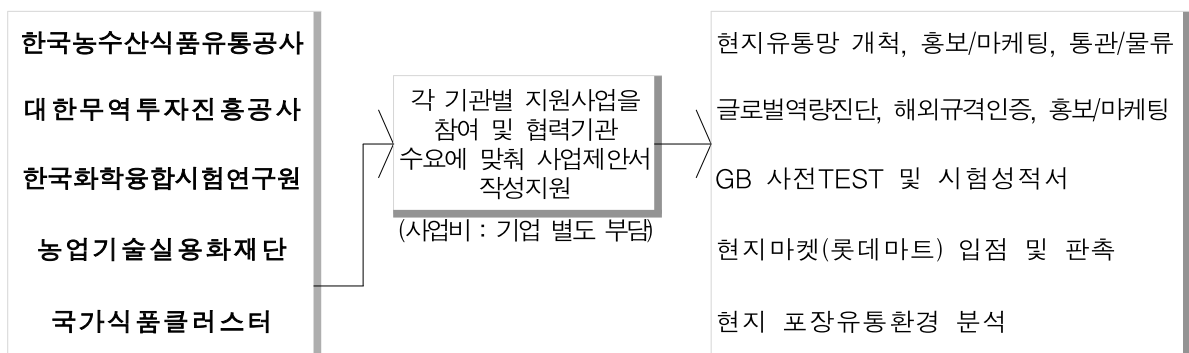 한국농수산식품유통공사
대한무역투자진흥공사
한국화학융합시험연구원
농업기술실용화재단
국가식품클러스터
각 기관별 지원사업을
참여 및 협력기관
수요에 맞춰 사업제안서
작성지원
(사업비 : 기업 별도 부담)
현지유통망 개척, 홍보/마케팅, 통관/물류
글로벌역량진단, 해외규격인증, 홍보/마케팅
GB 사전TEST 및 시험성적서
현지마켓(롯데마트) 입점 및 판촉
현지 포장유통환경 분석